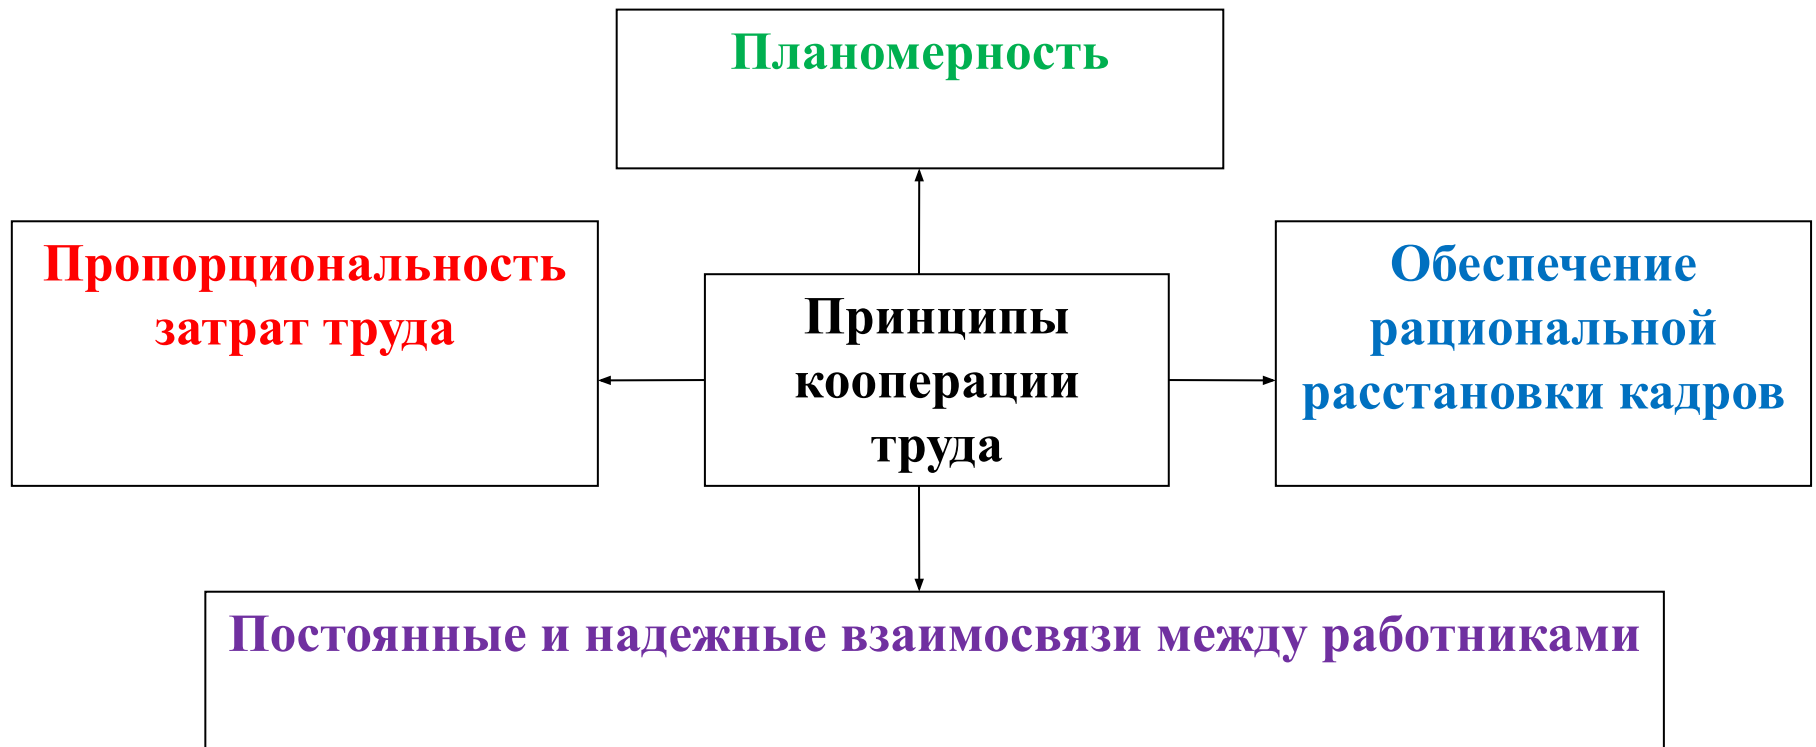 Планомерность
Пропорциональность
затрат труда
Принципы
кооперации
труда
Обеспечение
рациональной
расстановки кадров
Постоянные и надежные взаимосвязи между работниками